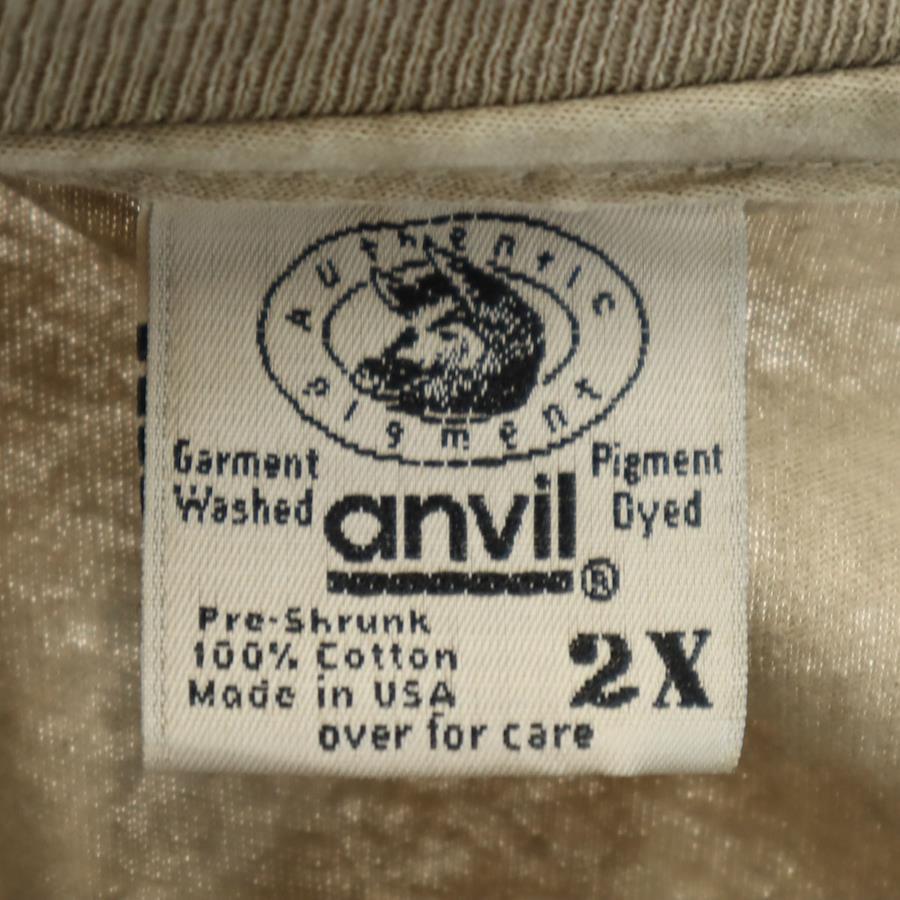 Authentic
Pigment
Garment
Washed
Pigment
Dyed
anvil
®
Pre-Shrunk
100% Cotton
Made in USA
2X
over for care